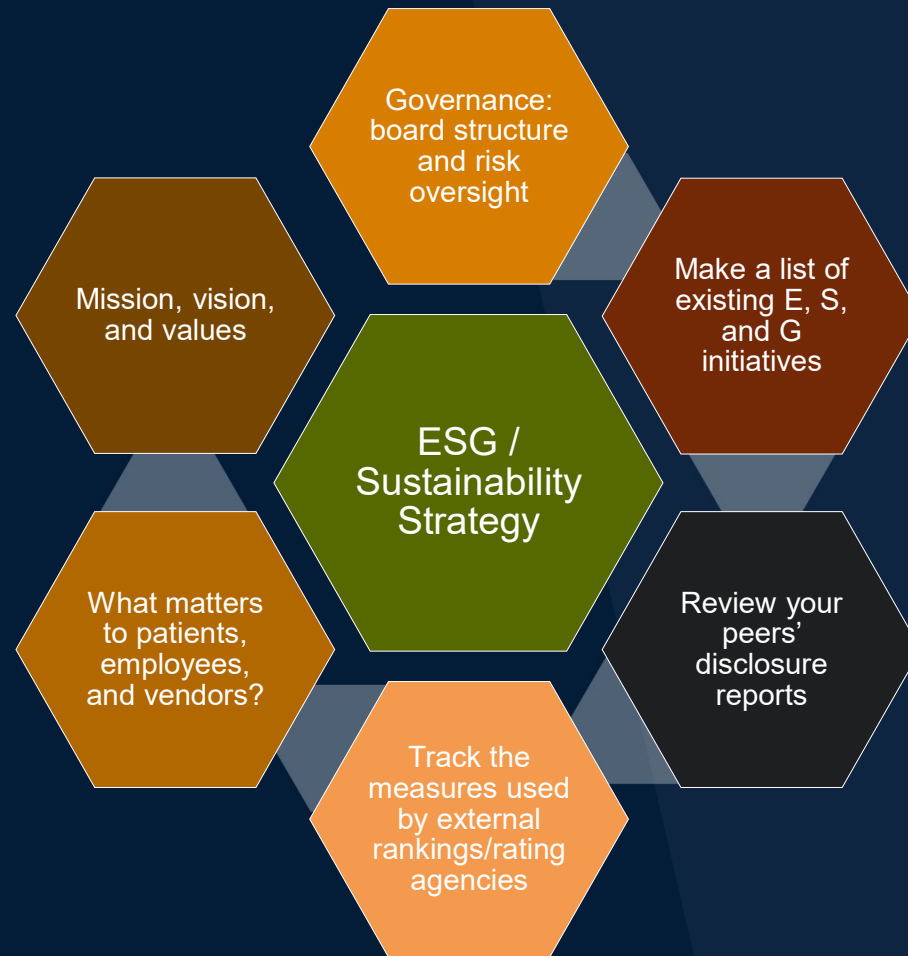 Governance:
board structure
and risk
oversight
Make a list of
existing E, S,
and G
initiatives
Review your
peers’
disclosure
reports
Track the
measures used
by external
rankings/rating
agencies
What matters
to patients,
employees,
and vendors?
Mission, vision,
and values
ESG /
Sustainability
Strategy